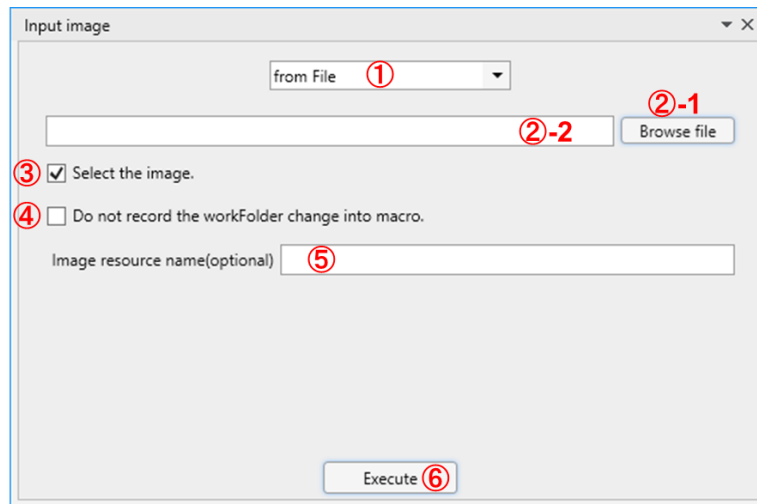 Input image
from File ①
②-1
②-2 Browse file
③ Select the image.
④ Do not record the workFolder change into macro.
Image resource name(optional) ⑤
Execute ⑥